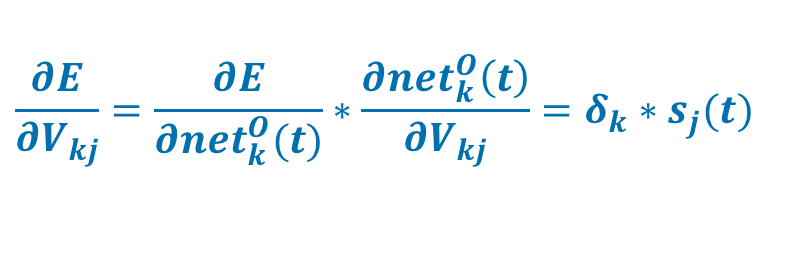 ∂E/∂V_kj = ∂E/∂net_k^O(t) * ∂net_k^O(t)/∂V_kj = δ_k * s_j(t)